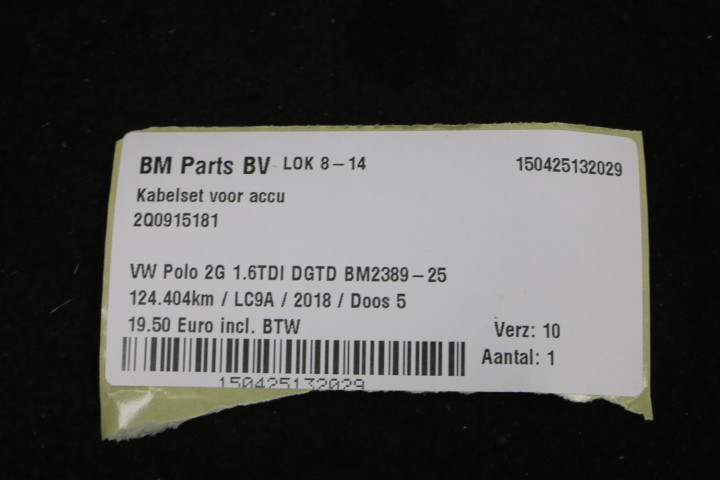 BM Parts BV LOK 8-14 150425132029
Kabelset voor accu
2Q0915181
VW Polo 2G 1.6TDI DGTD BM2389-25
124.404km / LC9A / 2018 / Doos 5
19.50 Euro incl. BTW Verz: 10
Aantal: 1
150425132029